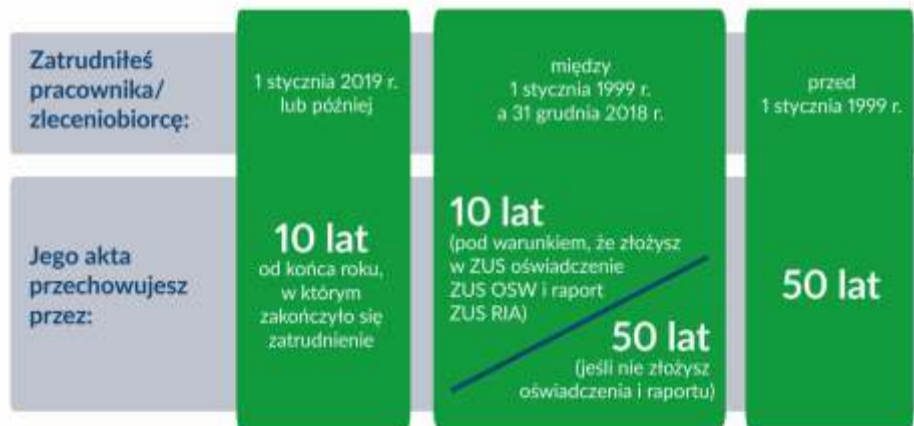 Zatrudniłeś
pracownika/
zleceniobiorcę:
1 stycznia 2019 r.
lub później
między
1 stycznia 1999 r.
a 31 grudnia 2018 r.
przed
1 stycznia 1999 r.
Jego akta
przechowujesz
przez:
10 lat
od końca roku,
w którym
zakończyło się
zatrudnienie
10 lat
(pod warunkiem, że złożysz
w ZUS oświadczenie
ZUS OSW i raport
ZUS RIA)
50 lat
(jeśli nie złożysz
oświadczenia i raportu)
50 lat